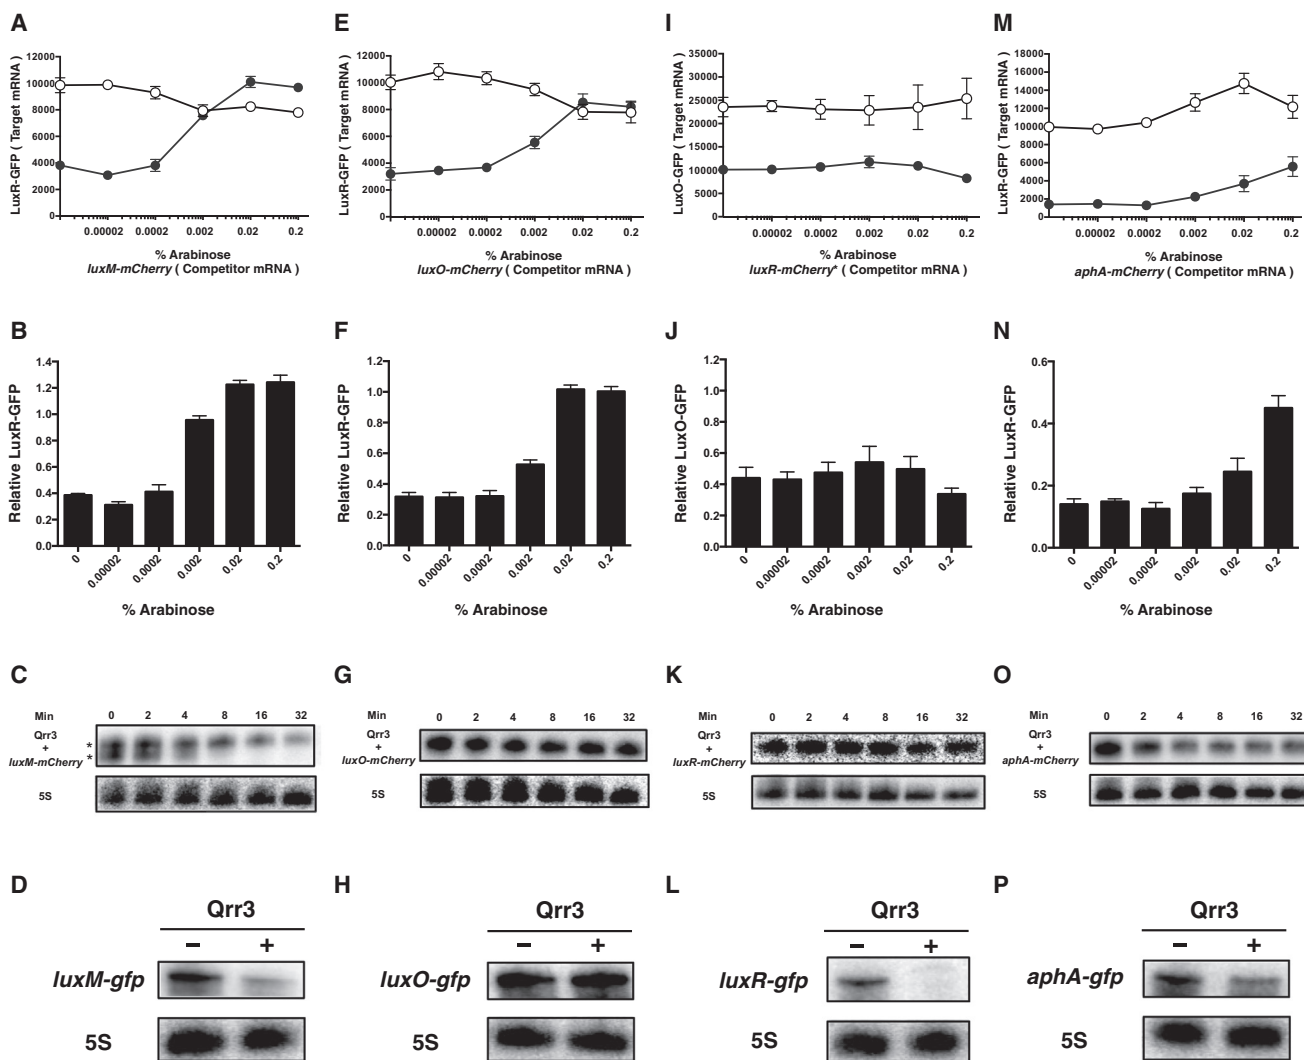 A
E
I
M
LuxR-GFP ( Target mRNA )
12000
10000
8000
6000
4000
2000
0
0.00002 0.0002 0.002 0.02 0.2
% Arabinose
luxM-mCherry ( Competitor mRNA )
LuxR-GFP ( Target mRNA )
12000
10000
8000
6000
4000
2000
0
0.00002 0.0002 0.002 0.02 0.2
% Arabinose
luxO-mCherry ( Competitor mRNA )
LuxO-GFP ( Target mRNA )
35000
30000
25000
20000
15000
10000
5000
0
0.00002 0.0002 0.002 0.02 0.2
% Arabinose
luxR-mCherry* ( Competitor mRNA )
LuxR-GFP ( Target mRNA )
18000
16000
14000
12000
10000
8000
6000
4000
2000
0
0.00002 0.0002 0.002 0.02 0.2
% Arabinose
aphA-mCherry ( Competitor mRNA )
B
F
J
N
Relative LuxR-GFP
1.4
1.2
1.0
0.8
0.6
0.4
0.2
0.0
0 0.00002 0.0002 0.002 0.02 0.2
% Arabinose
Relative LuxR-GFP
1.2
1.0
0.8
0.6
0.4
0.2
0.0
0 0.00002 0.0002 0.002 0.02 0.2
% Arabinose
Relative LuxO-GFP
1.2
1.0
0.8
0.6
0.4
0.2
0.0
0 0.00002 0.0002 0.002 0.02 0.2
% Arabinose
Relative LuxR-GFP
0.6
0.4
0.2
0.0
0 0.00002 0.0002 0.002 0.02 0.2
% Arabinose
C
G
K
O
Min 0 2 4 8 16 32
Qrr3
+
luxM-mCherry
*
*
5S
Min 0 2 4 8 16 32
Qrr3
+
luxO-mCherry
5S
Min 0 2 4 8 16 32
Qrr3
+
luxR-mCherry
5S
Min 0 2 4 8 16 32
Qrr3
+
aphA-mCherry
5S
D
H
L
P
Qrr3
− +
luxM-gfp
5S
Qrr3
− +
luxO-gfp
5S
Qrr3
− +
luxR-gfp
5S
Qrr3
− +
aphA-gfp
5S